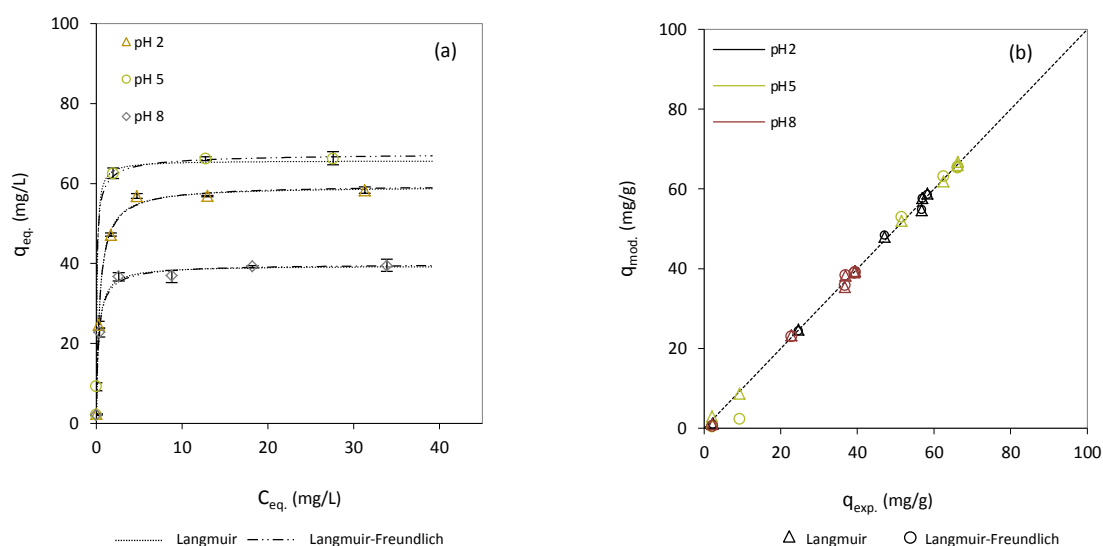 (a)
pH 2
pH 5
pH 8
100
80
60
40
20
0
q eq. (mg/L)
0 10 20 30 40
C eq. (mg/L)
Langmuir Langmuir-Freundlich
(b)
pH2
pH5
pH8
100
80
60
40
20
0
q mod. (mg/g)
0 20 40 60 80 100
q exp. (mg/g)
Langmuir Langmuir-Freundlich